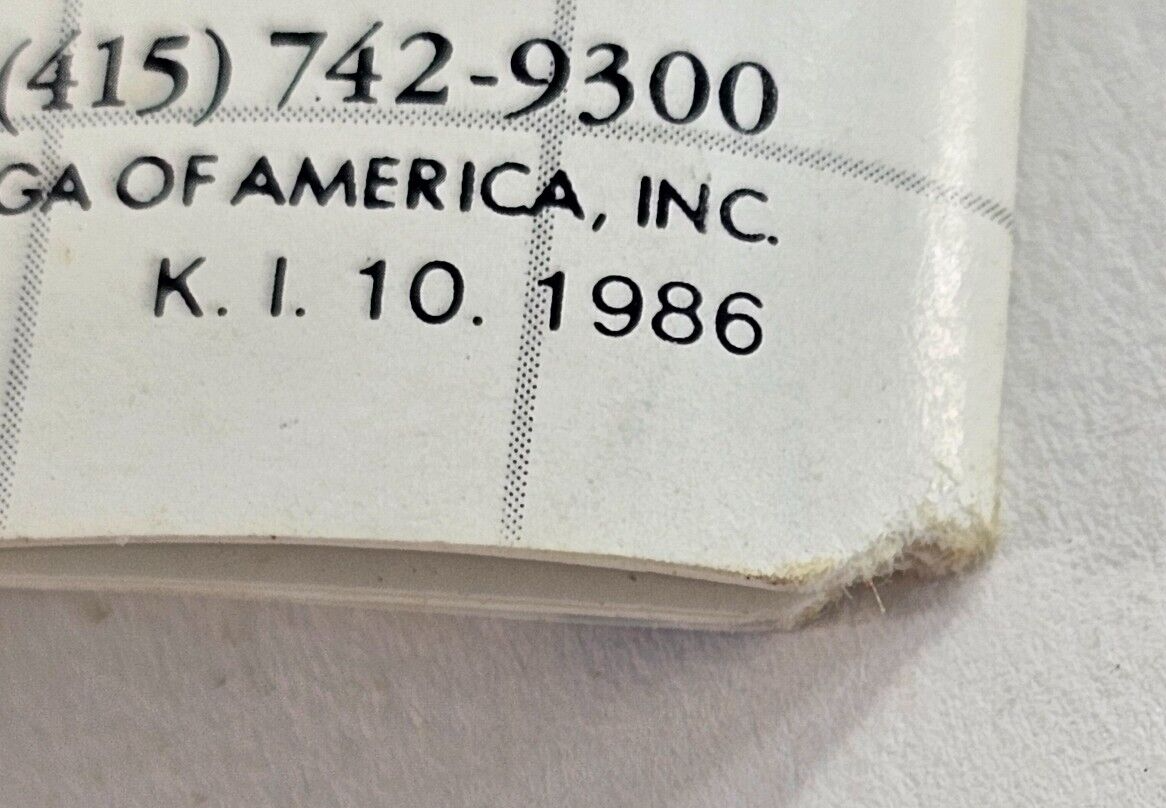 (415) 742-9300
GA OF AMERICA, INC.
K. I. 10. 1986